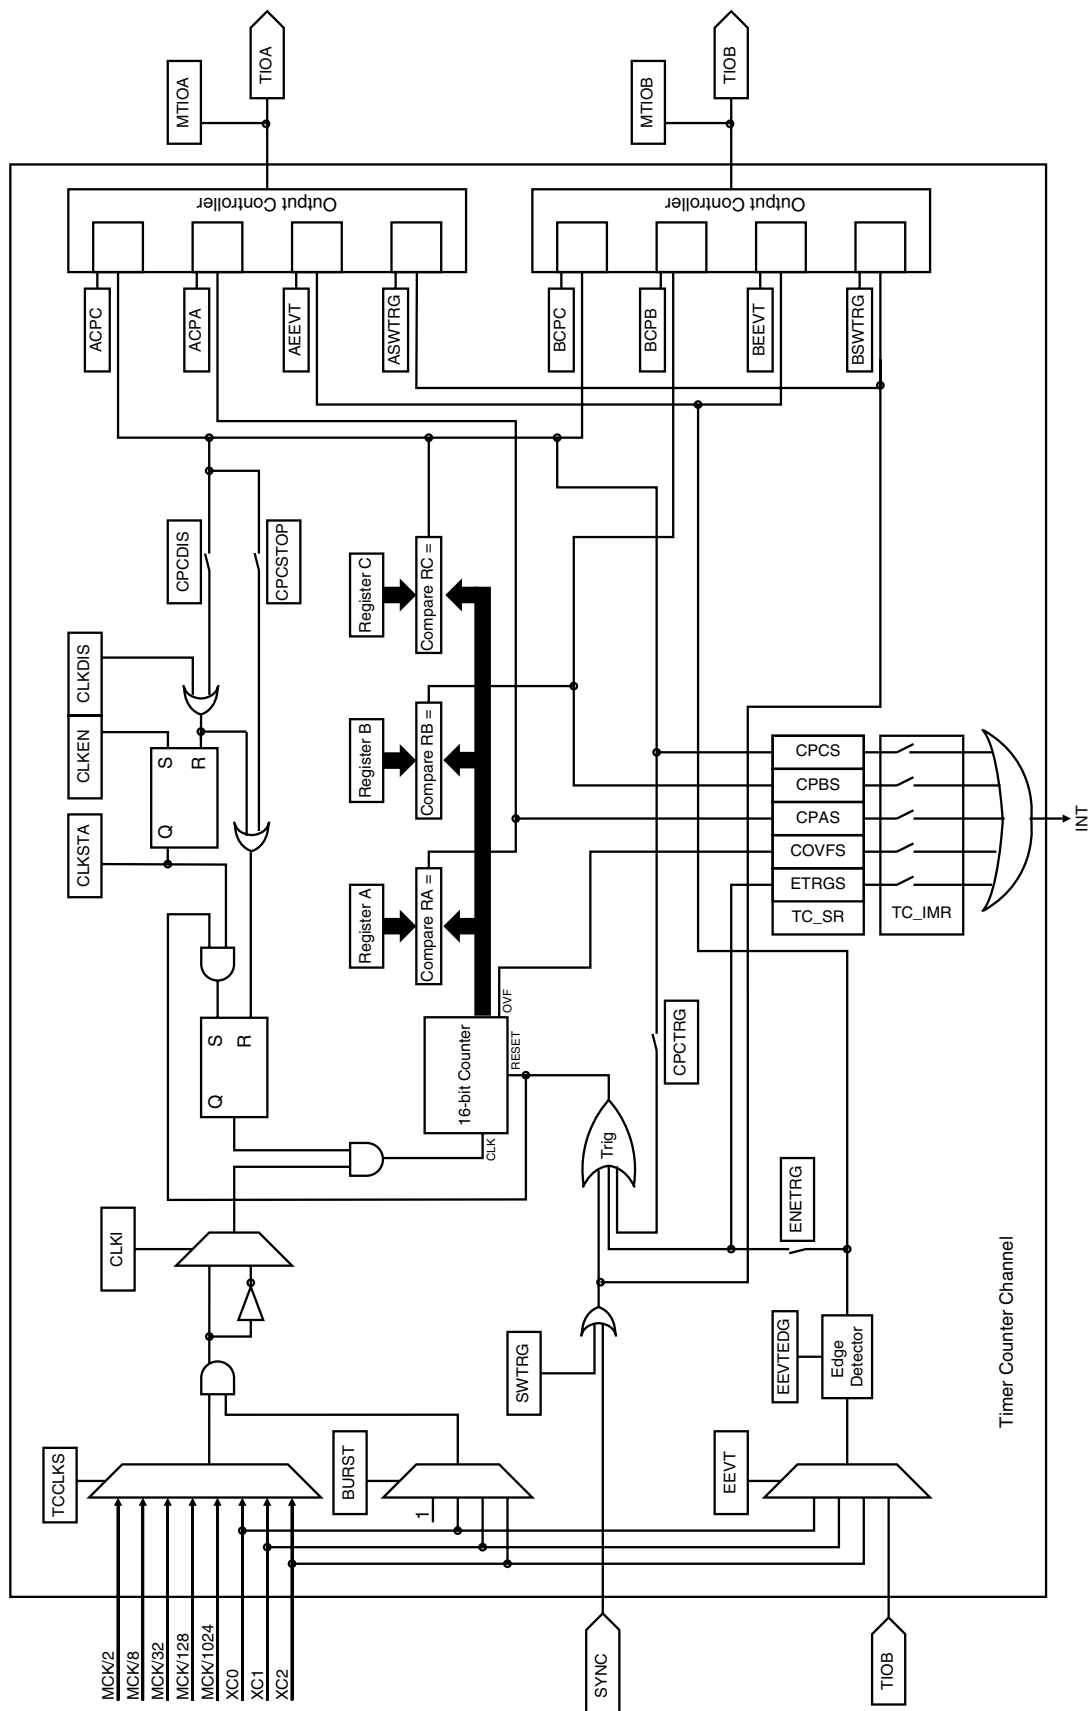 TCCLKS
MCK/2
MCK/8
MCK/32
MCK/128
MCK/1024
XC0
XC1
XC2
CLKI
CLKSTA
CLKEN
CLKDIS
Q
S
R
Q
S
R
CPCDIS
CPCSTOP
ACPC
ACPA
AEEVT
ASWTRG
Output Controller
MTIOA
TIOA
BURST
1
Register A
Register B
Register C
Compare RA =
Compare RB =
Compare RC =
16-bit Counter
CLK
RESET
OVF
SYNC
SWTRG
Trig
CPCTRG
BCPC
BCPB
BEEVT
BSWTRG
Output Controller
MTIOB
TIOB
EEVT
TIOB
EEVTEDG
Edge
Detector
ENETRG
CPCS
CPBS
CPAS
COVFS
ETRGS
TC_SR
TC_IMR
INT
Timer Counter Channel